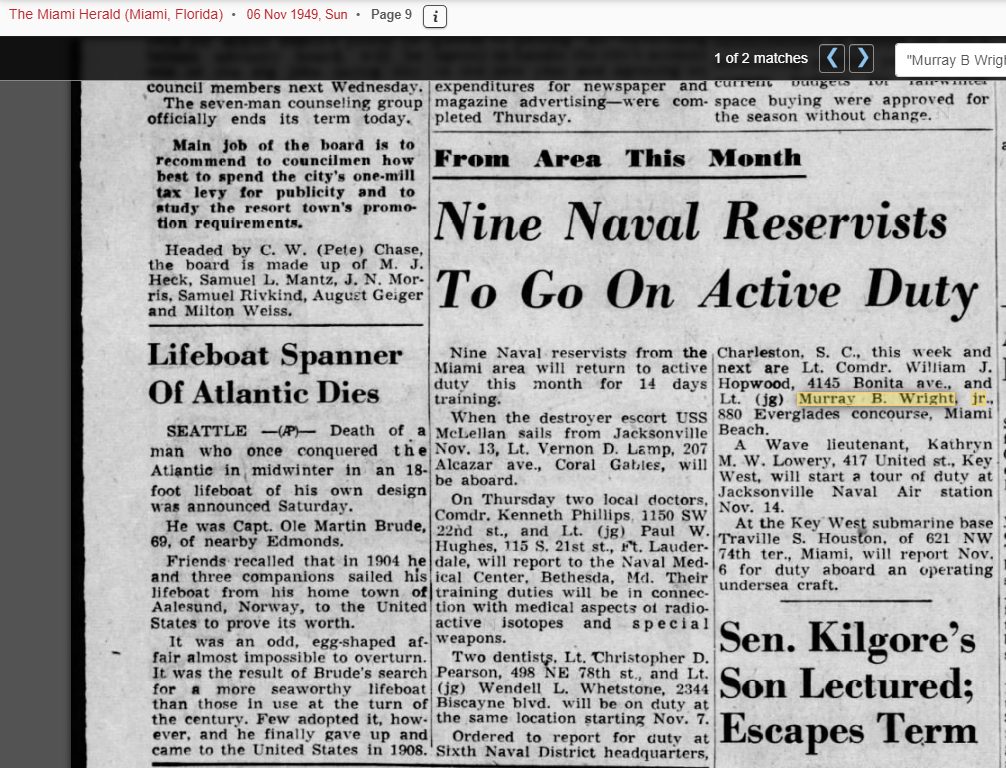 The Miami Herald (Miami, Florida) • 06 Nov 1949, Sun • Page 9
1 of 2 matches
"Murray B Wrigh
council members next Wednesday.
The seven-man counseling group
officially ends its term today.
Main job of the board is to
recommend to councilmen how
best to spend the city's one-mill
tax levy for publicity and to
study the resort town's promo-
tion requirements.
Headed by C. W. (Pete) Chase,
the board is made up of M. J.
Heck, Samuel L. Mantz, J. N. Mor-
ris, Samuel Rivkind, August Geiger
and Milton Weiss.
Lifeboat Spanner
Of Atlantic Dies
SEATTLE —(AP)— Death of a
man who once conquered the
Atlantic in midwinter in an 18-
foot lifeboat of his own design
was announced Saturday.
He was Capt. Ole Martin Brude,
69, of nearby Edmonds.
Friends recalled that in 1904 he
and three companions sailed his
lifeboat from his home town of
Aalesund, Norway, to the United
States to prove its worth.
It was an odd, egg-shaped af-
fair almost impossible to overturn.
It was the result of Brude's search
for a more seaworthy lifeboat
than those in use at the turn of
the century. Few adopted it, how-
ever, and he finally gave up and
came to the United States in 1908.
expenditures for newspaper and
magazine advertising—were com-
pleted Thursday.
current budgets for fall-winter
space buying were approved for
the season without change.
From Area This Month
Nine Naval Reservists
To Go On Active Duty
Nine Naval reservists from the
Miami area will return to active
duty this month for 14 days
training.
When the destroyer escort USS
McLellan sails from Jacksonville
Nov. 13, Lt. Vernon D. Lamp, 207
Alcazar ave., Coral Gables, will
be aboard.
On Thursday two local doctors,
Comdr. Kenneth Phillips, 1150 SW
22nd st., and Lt. (jg) Paul W.
Hughes, 115 S. 21st st., Ft. Lauder-
dale, will report to the Naval Med-
ical Center, Bethesda, Md. Their
training duties will be in connec-
tion with medical aspects of radio-
active isotopes and special
weapons.
Two dentists, Lt. Christopher D.
Pearson, 498 NE 78th st., and Lt.
(jg) Wendell L. Whetstone, 2344
Biscayne blvd. will be on duty at
the same location starting Nov. 7.
Ordered to report for duty at
Sixth Naval District headquarters,
Charleston, S. C., this week and
next are Lt. Comdr. William J.
Hopwood, 4145 Bonita ave., and
Lt. (jg) Murray B. Wright, jr.,
880 Everglades concourse, Miami
Beach.
A Wave lieutenant, Kathryn
M. W. Lowery, 417 United st., Key
West, will start a tour of duty at
Jacksonville Naval Air station
Nov. 14.
At the Key West submarine base
Traville S. Houston, of 621 NW
74th ter., Miami, will report Nov.
6 for duty aboard an operating
undersea craft.
Sen. Kilgore's
Son Lectured;
Escapes Term